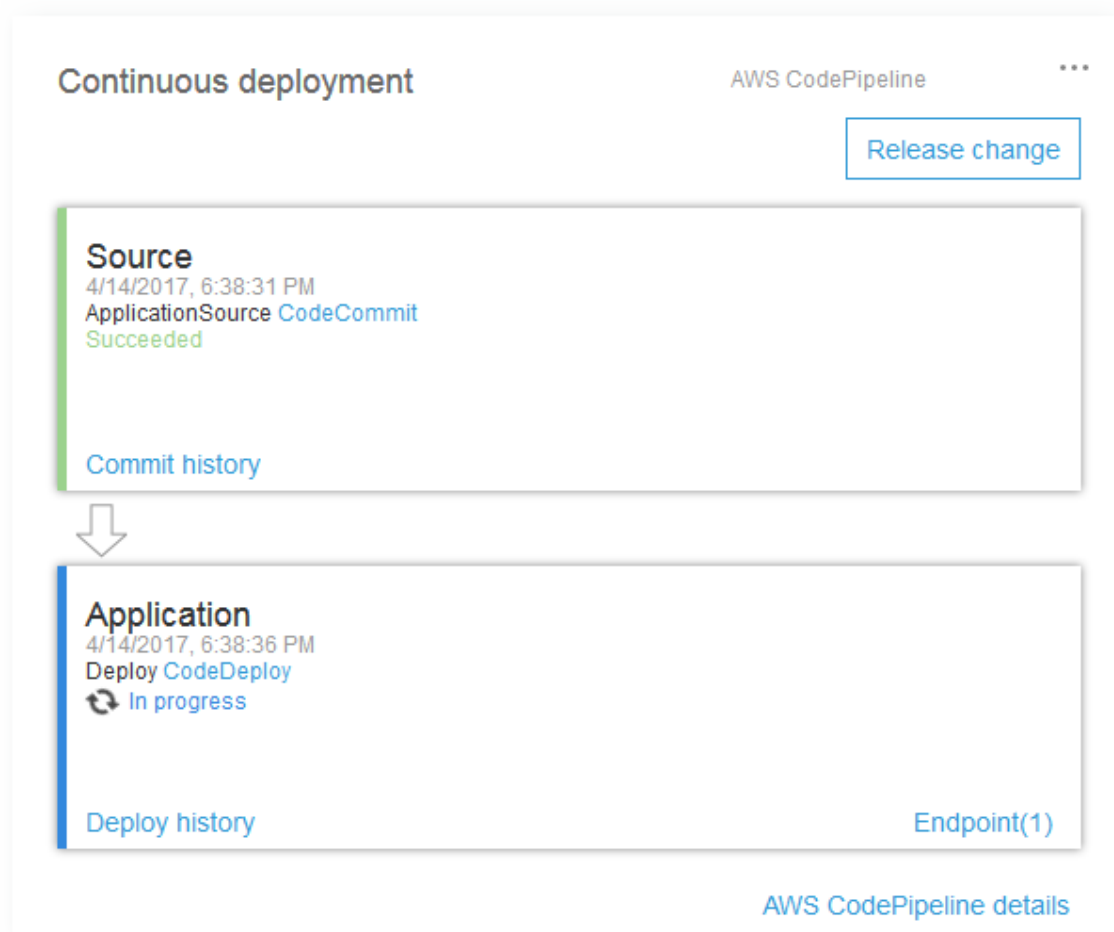 Continuous deployment
AWS CodePipeline
...
Release change
Source
4/14/2017, 6:38:31 PM
ApplicationSource CodeCommit
Succeeded
Commit history
Application
4/14/2017, 6:38:36 PM
Deploy CodeDeploy
In progress
Deploy history
Endpoint(1)
AWS CodePipeline details